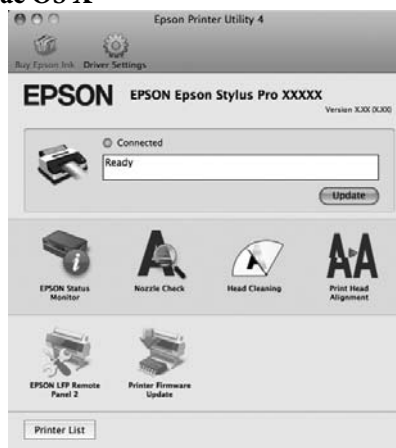 ac OS X
Epson Printer Utility 4
Buy Epson Ink Driver Settings
EPSON EPSON Epson Stylus Pro XXXXX
Version X.XX (X.XX)
Connected
Ready
Update
EPSON Status Monitor
Nozzle Check
Head Cleaning
Print Head Alignment
EPSON LFP Remote Panel 2
Printer Firmware Update
Printer List